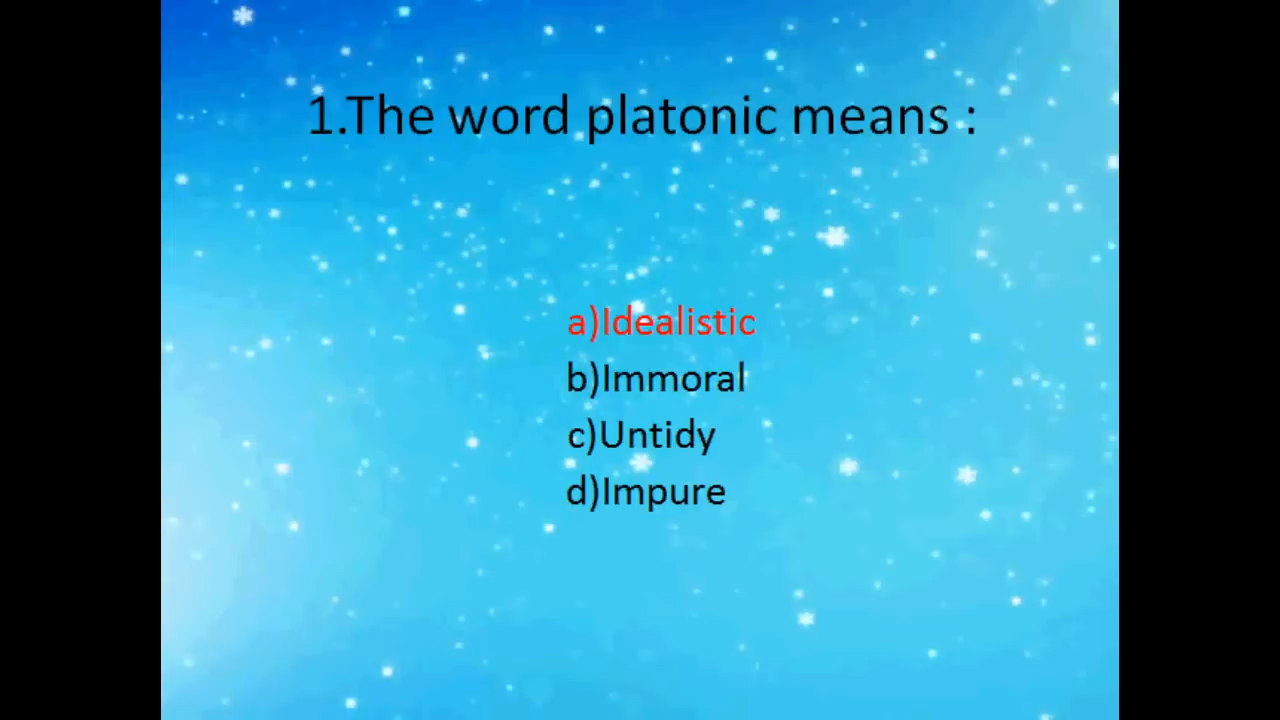 1.The word platonic means :
a)Idealistic
b)Immoral
c)Untidy
d)Impure